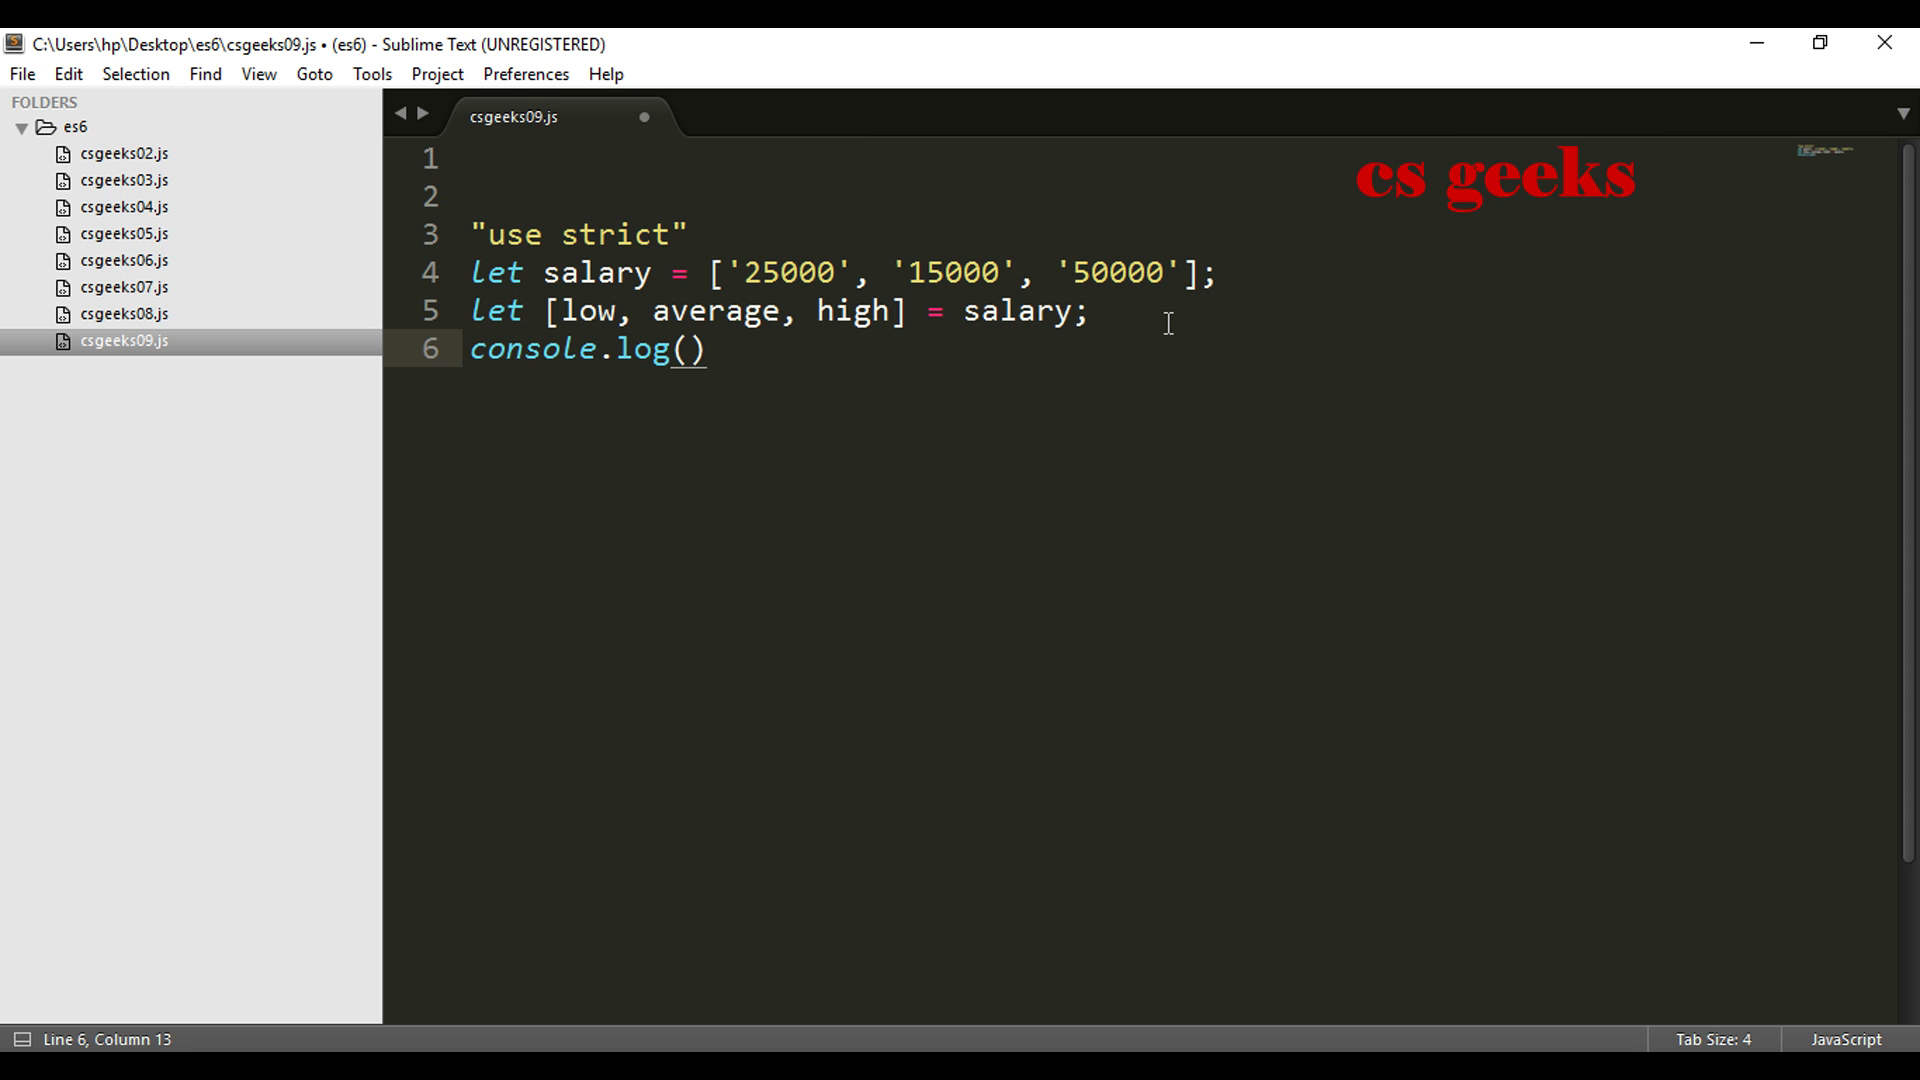 C:\Users\hp\Desktop\es6\csgeeks09.js • (es6) - Sublime Text (UNREGISTERED)
File Edit Selection Find View Goto Tools Project Preferences Help
FOLDERS
es6
csgeeks02.js
csgeeks03.js
csgeeks04.js
csgeeks05.js
csgeeks06.js
csgeeks07.js
csgeeks08.js
csgeeks09.js
csgeeks09.js
cs geeks
1
2
3 "use strict"
4 let salary = ['25000', '15000', '50000'];
5 let [low, average, high] = salary;
6 console.log()
Line 6, Column 13
Tab Size: 4
JavaScript